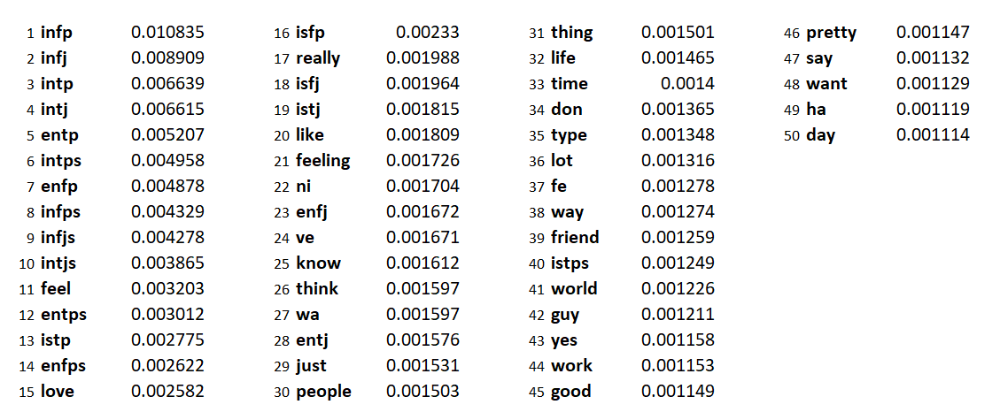 1 infp 0.010835
2 infj 0.008909
3 intp 0.006639
4 intj 0.006615
5 entp 0.005207
6 intps 0.004958
7 enfp 0.004878
8 infps 0.004329
9 infjs 0.004278
10 intjs 0.003865
11 feel 0.003203
12 entps 0.003012
13 istp 0.002775
14 enfps 0.002622
15 love 0.002582
16 isfp 0.00233
17 really 0.001988
18 isfj 0.001964
19 istj 0.001815
20 like 0.001809
21 feeling 0.001726
22 ni 0.001704
23 enfj 0.001672
24 ve 0.001671
25 know 0.001612
26 think 0.001597
27 wa 0.001597
28 entj 0.001576
29 just 0.001531
30 people 0.001503
31 thing 0.001501
32 life 0.001465
33 time 0.0014
34 don 0.001365
35 type 0.001348
36 lot 0.001316
37 fe 0.001278
38 way 0.001274
39 friend 0.001259
40 istps 0.001249
41 world 0.001226
42 guy 0.001211
43 yes 0.001158
44 work 0.001153
45 good 0.001149
46 pretty 0.001147
47 say 0.001132
48 want 0.001129
49 ha 0.001119
50 day 0.001114